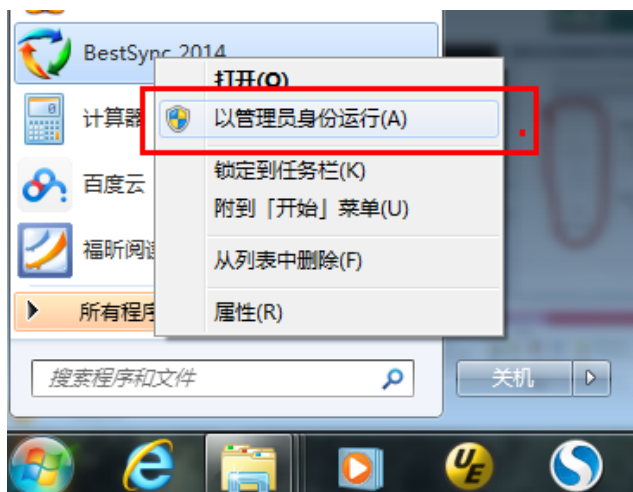 BestSync 2014
打开(O)
计算器
以管理员身份运行(A)
锁定到任务栏(K)
百度云
附到「开始」菜单(U)
福昕阅
从列表中删除(F)
所有程序
属性(R)
搜索程序和文件
关机
UE